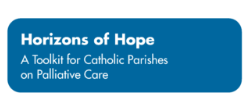 Horizons of Hope
A Toolkit for Catholic Parishes
on Palliative Care